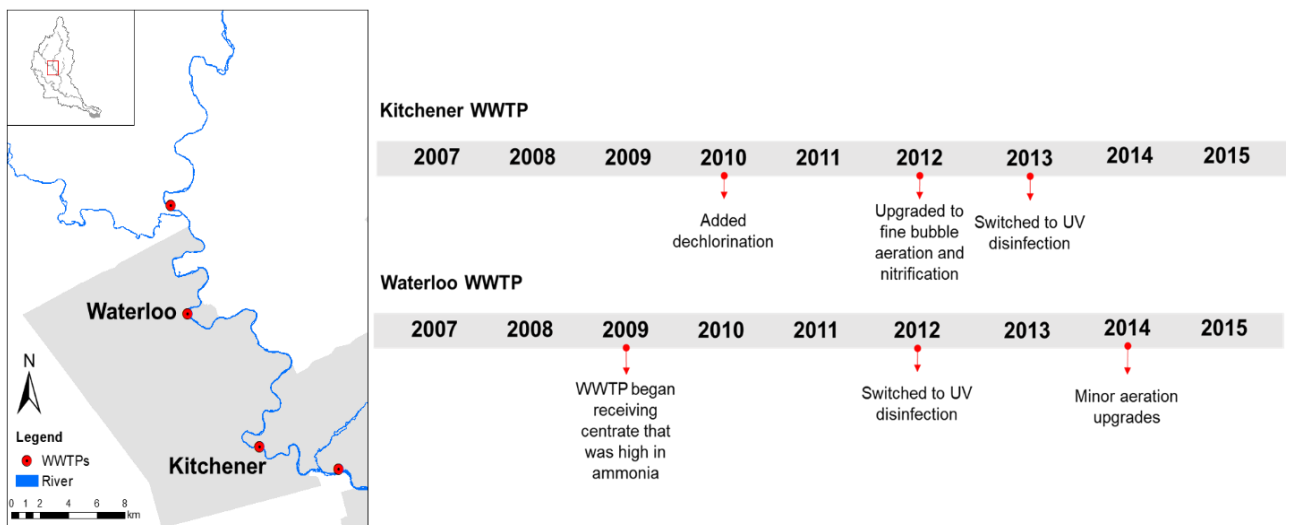 Waterloo
Kitchener
N
Legend
WWTPs
River
0 1 2 4 6 8
km
Kitchener WWTP
2007 2008 2009 2010 2011 2012 2013 2014 2015
Added
dechlorination
Upgraded to
fine bubble
aeration and
nitrification
Switched to UV
disinfection
Waterloo WWTP
2007 2008 2009 2010 2011 2012 2013 2014 2015
WWTP began
receiving
centrate that
was high in
ammonia
Switched to UV
disinfection
Minor aeration
upgrades